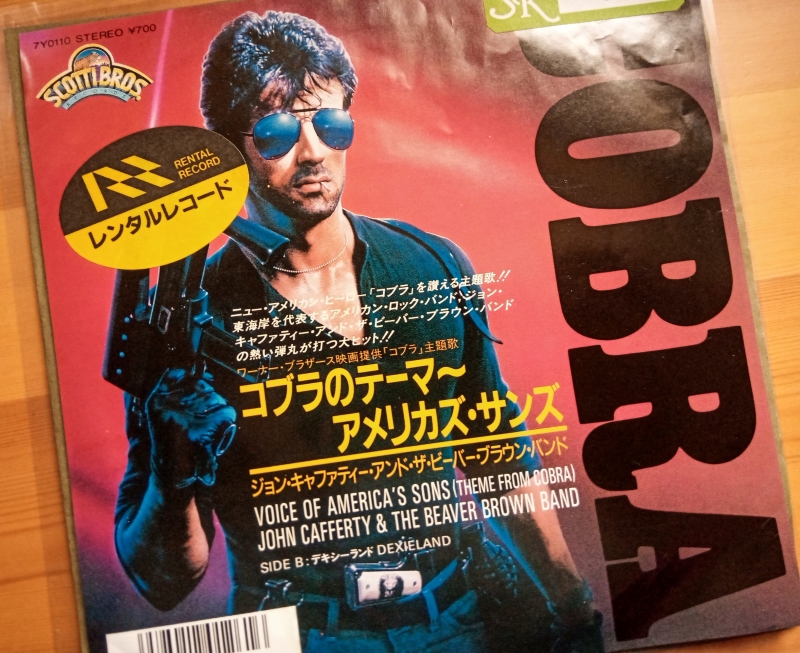 7Y0110 STEREO ¥700
SCOTTI BROS.
RENTAL
RECORD
レンタルレコード
COBRA
ニュー・アメリカン・ヒーロー「コブラ」を讃える主題歌!!
東海岸を代表するアメリカン・ロック・バンド、ジョン・
キャファティー・アンド・ザ・ビーバー・ブラウン・バンド
の熱い弾丸が打つ大ヒット!!
ワーナー・ブラザース映画提供「コブラ」主題歌
コブラのテーマ〜
アメリカズ・サンズ
ジョン・キャファティー・アンド・ザ・ビーバー・ブラウン・バンド
VOICE OF AMERICA'S SONS (THEME FROM COBRA)
JOHN CAFFERTY & THE BEAVER BROWN BAND
SIDE B : デキシーランド DEXIELAND